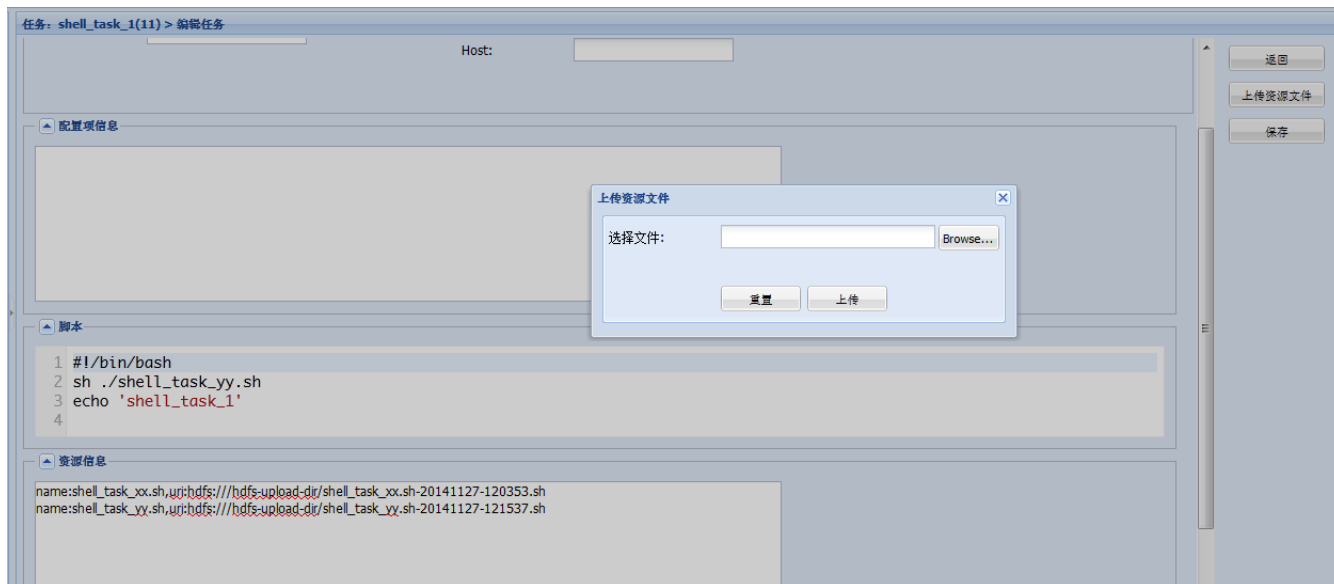 任务：shell_task_1(11) > 编辑任务
Host:
返回
上传资源文件
保存
配置项信息
上传资源文件
选择文件:
Browse...
重置
上传
脚本
1 #!/bin/bash
2 sh ./shell_task_yy.sh
3 echo 'shell_task_1'
4
资源信息
name:shell_task_xx.sh,uri:hdfs:///hdfs-upload-dir/shell_task_xx.sh-20141127-120353.sh
name:shell_task_yy.sh,uri:hdfs:///hdfs-upload-dir/shell_task_yy.sh-20141127-121537.sh